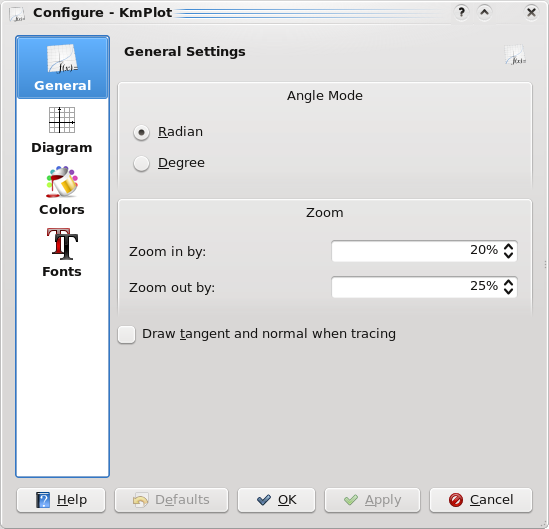 Configure - KmPlot
General
Diagram
Colors
Fonts
General Settings
Angle Mode
Radian
Degree
Zoom
Zoom in by: 20%
Zoom out by: 25%
Draw tangent and normal when tracing
Help
Defaults
OK
Apply
Cancel